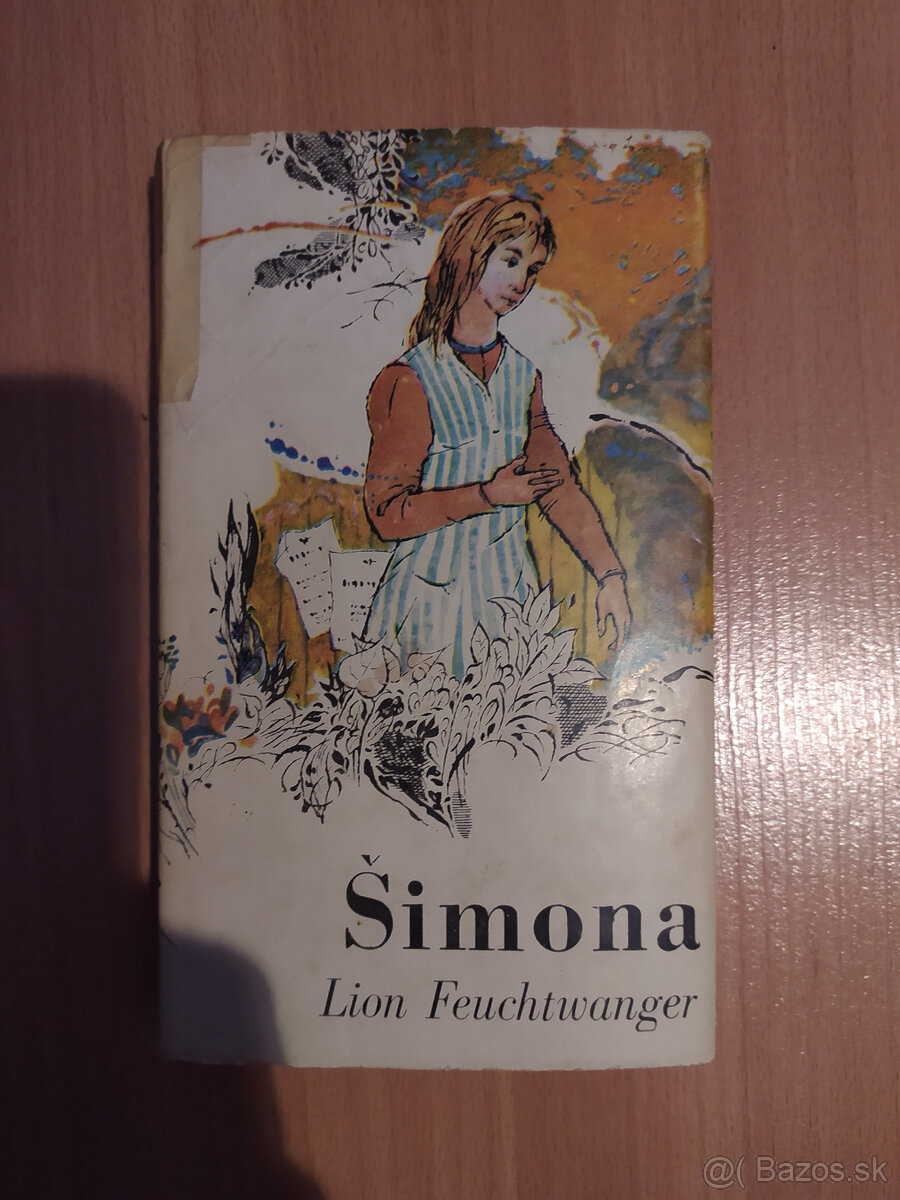 Šimona
Lion Feuchtwanger
@( Bazos.sk